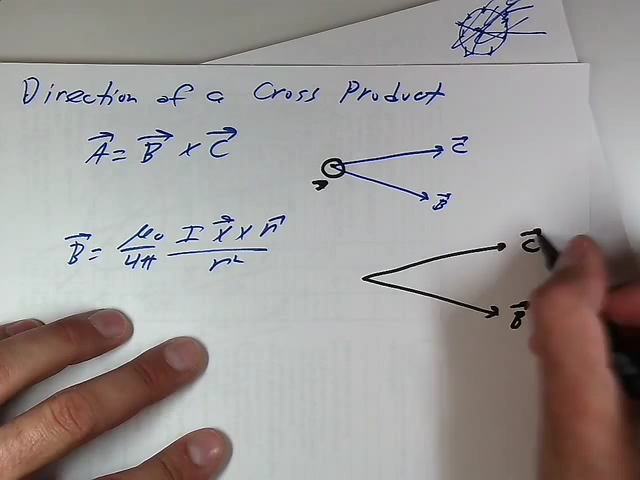 Direction of a Cross Product
A⃗ = B⃗ x C⃗
C⃗
B⃗
B⃗ = μ₀/4π I x⃗ x r⃗/r²
C⃗
B⃗